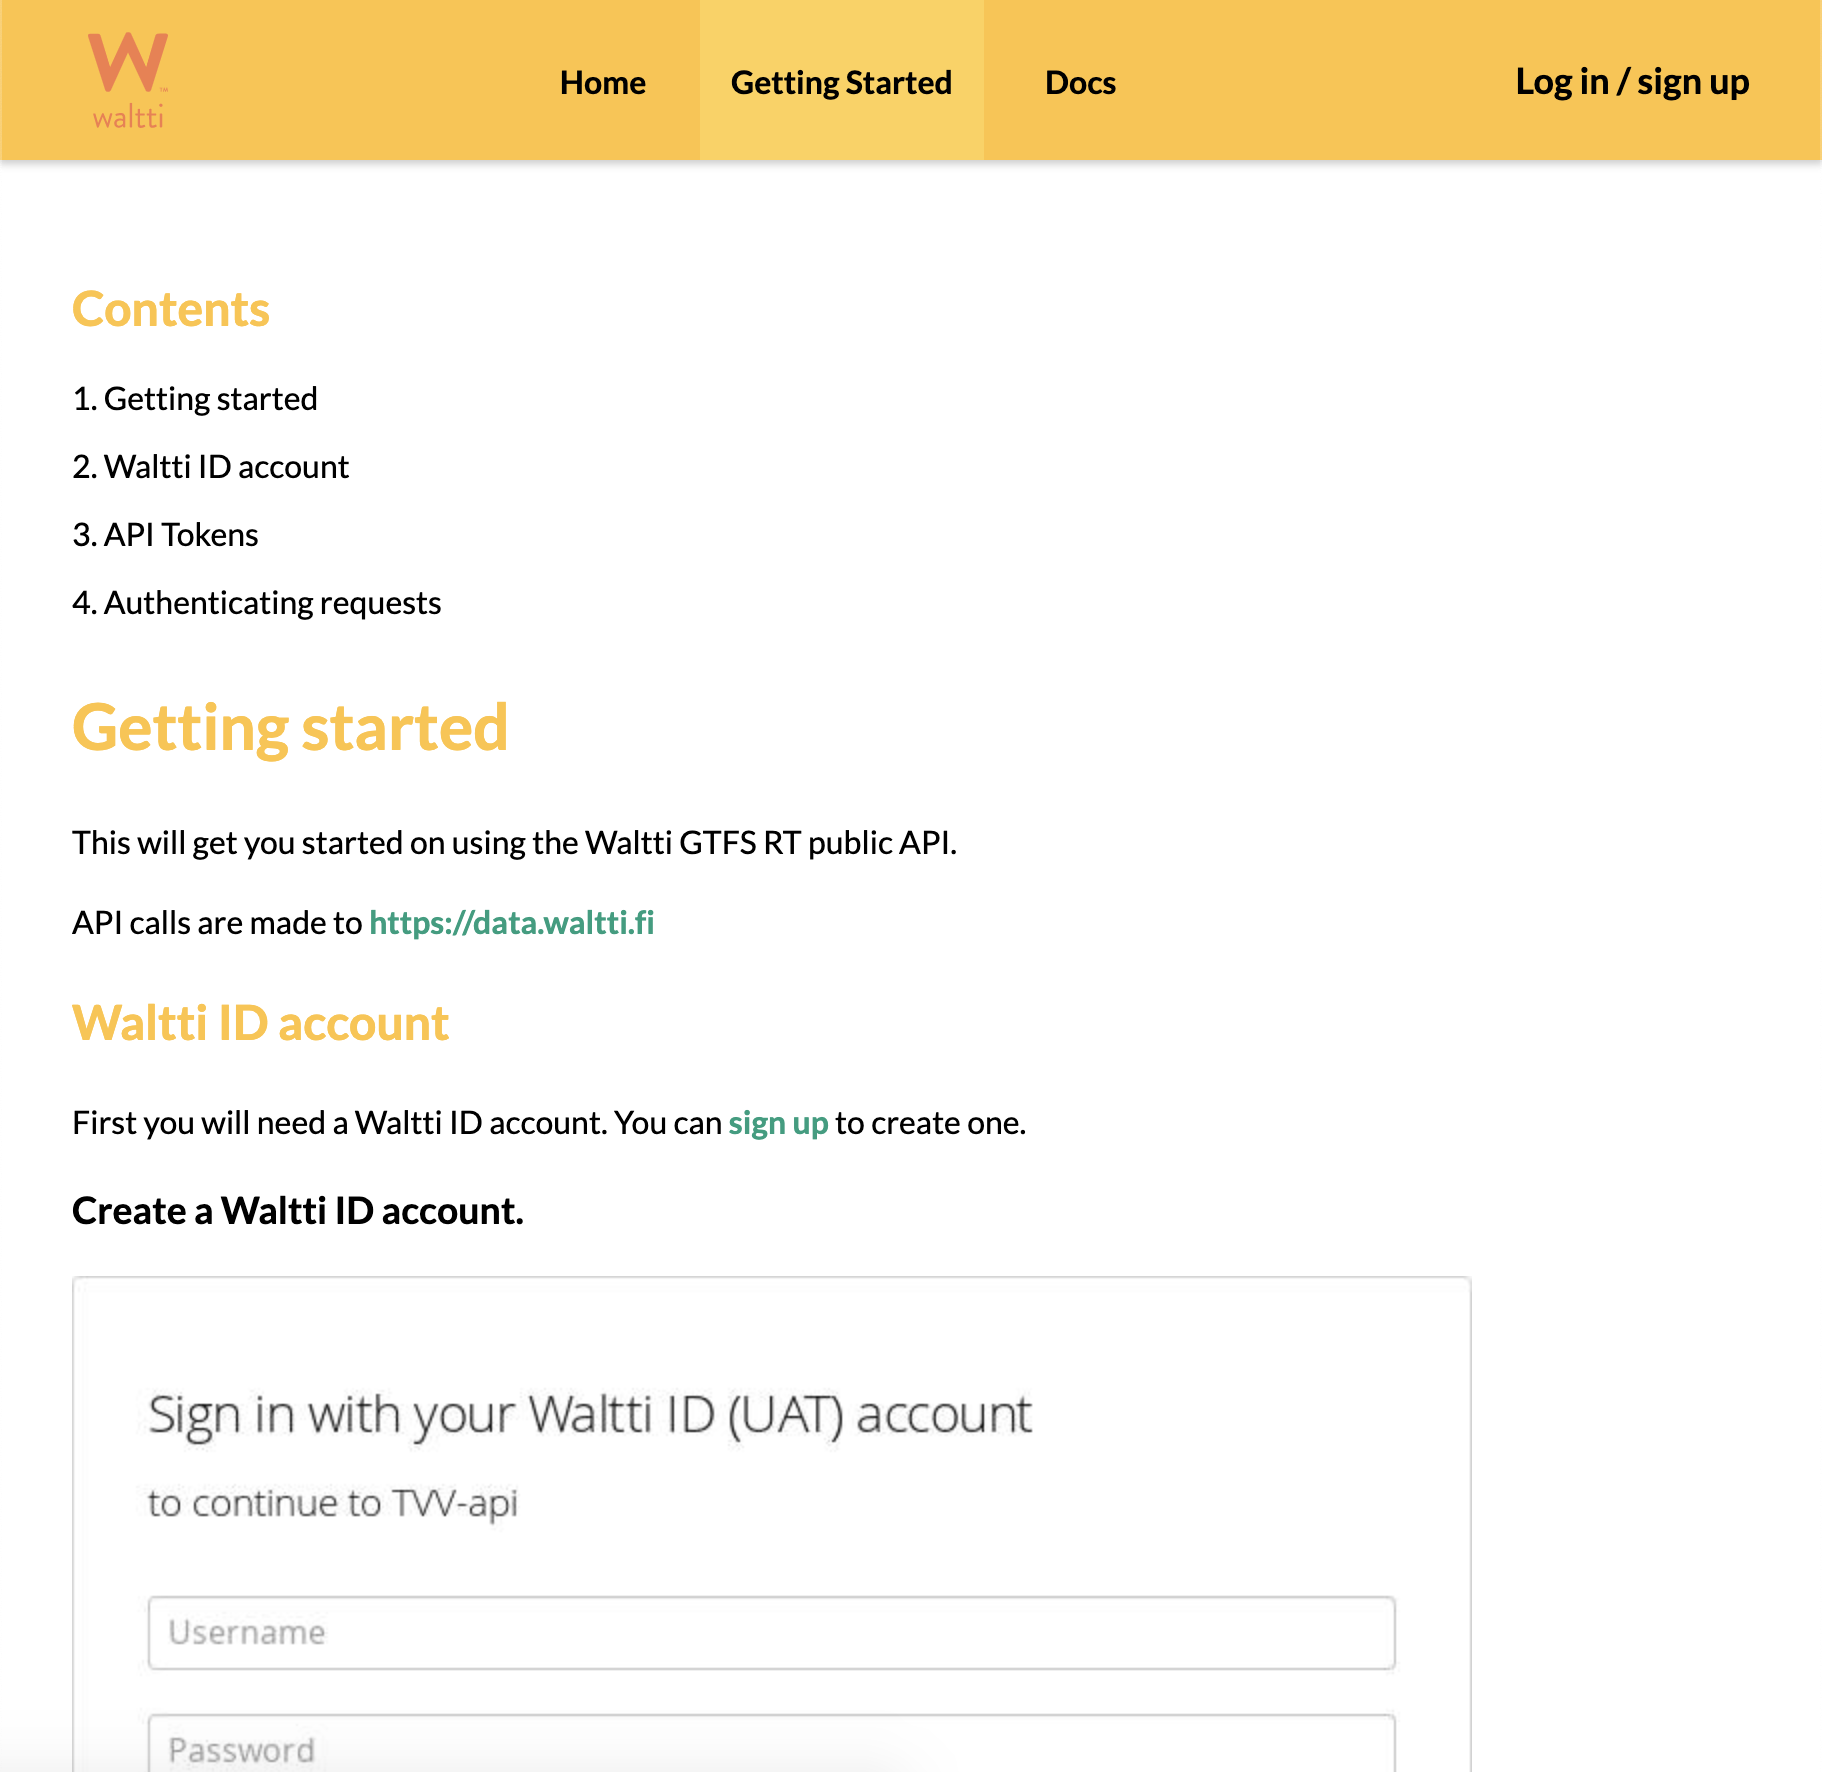 W
™
waltti
Home
Getting Started
Docs
Log in / sign up
Contents
1. Getting started
2. Waltti ID account
3. API Tokens
4. Authenticating requests
Getting started
This will get you started on using the Waltti GTFS RT public API.
API calls are made to https://data.waltti.fi
Waltti ID account
First you will need a Waltti ID account. You can sign up to create one.
Create a Waltti ID account.
Sign in with your Waltti ID (UAT) account
to continue to TVV-api
Username
Password